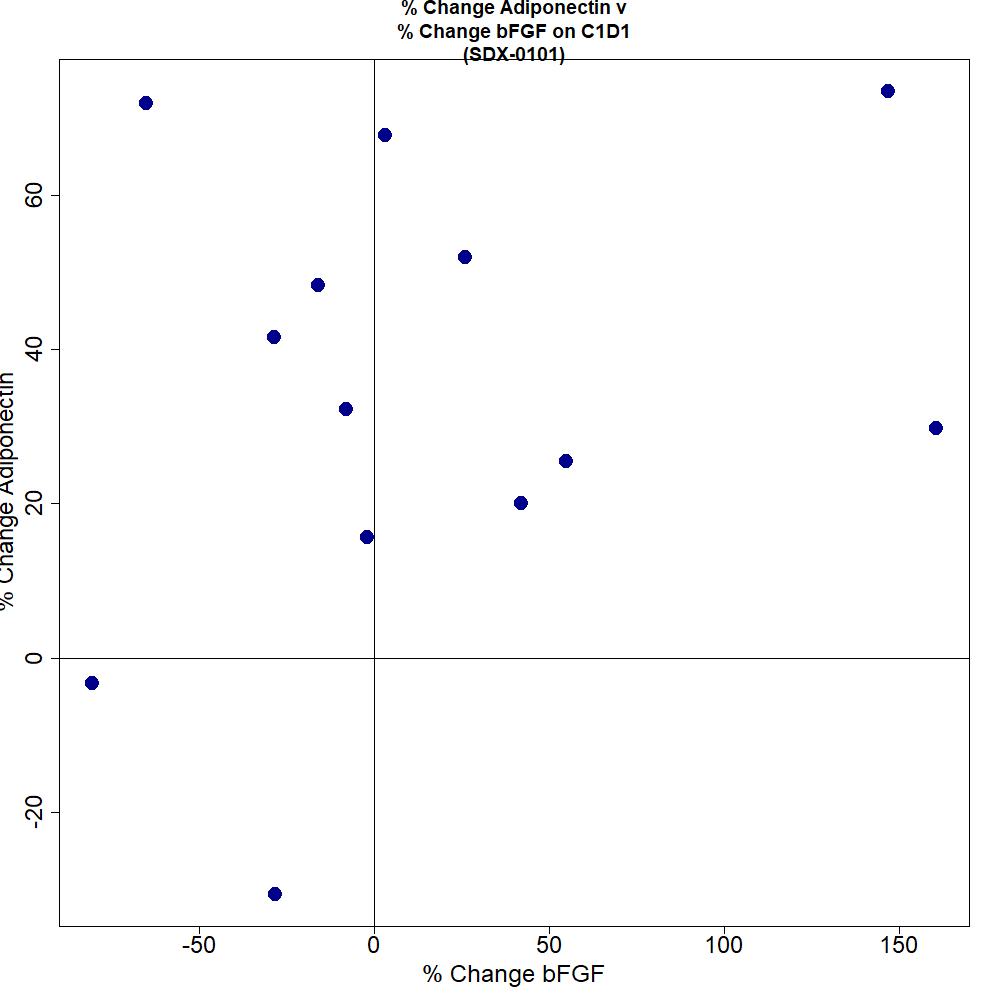 % Change Adiponectin v
% Change bFGF on C1D1
(SDX-0101)
% Change Adiponectin
60
40
20
0
-20
-50
0
50
100
150
% Change bFGF